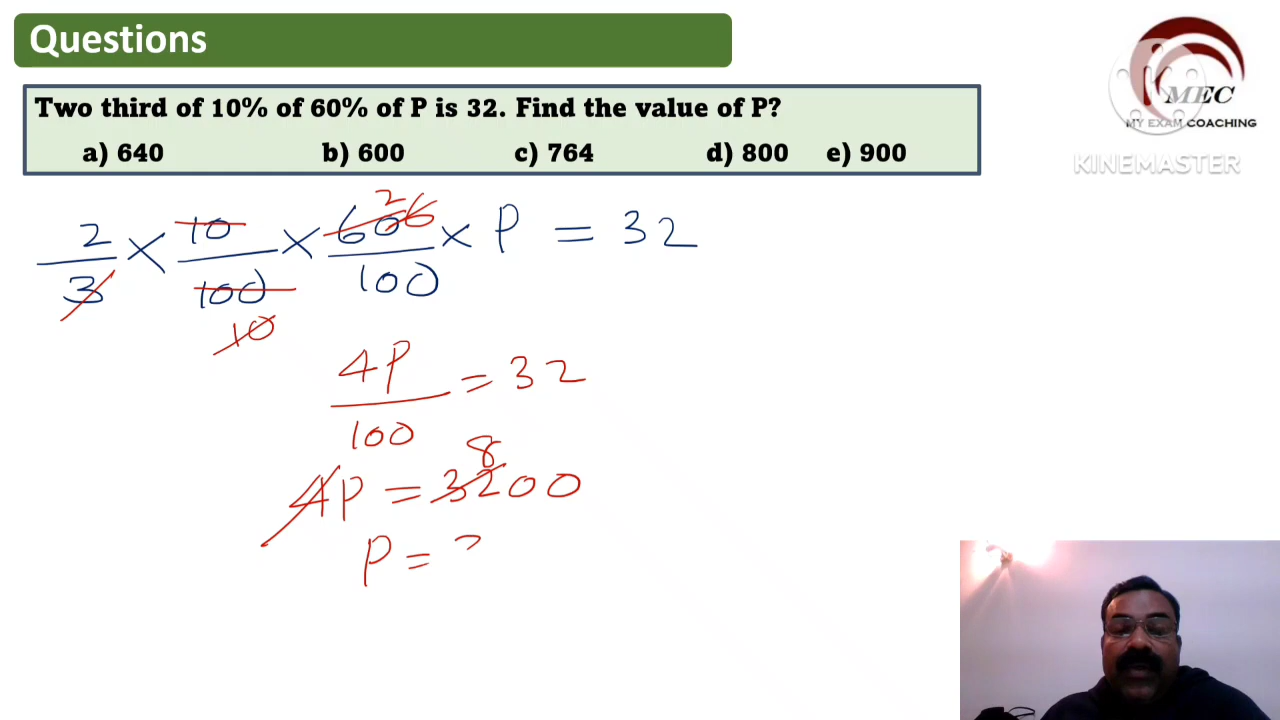 Questions
MEC
MY EXAM COACHING
KINEMASTER
Two third of 10% of 60% of P is 32. Find the value of P?
a) 640 b) 600 c) 764 d) 800 e) 900
2/3 × 10/100 × 60/100 × P = 32
2 6
10
4P/100 = 32
8
4P = 3200
P =